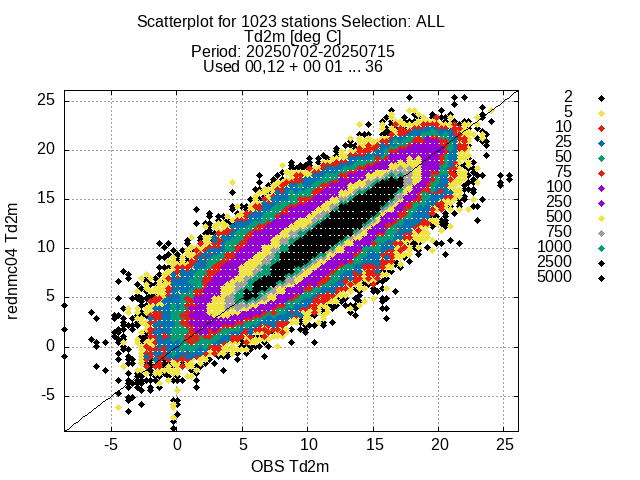 Scatterplot for 1023 stations Selection: ALL
Td2m [deg C]
Period: 20250702-20250715
Used 00,12 + 00 01 ... 36
25
20
15
10
5
0
-5
-5 0 5 10 15 20 25
rednmc04 Td2m
OBS Td2m
2
5
10
25
50
75
100
250
500
750
1000
2500
5000